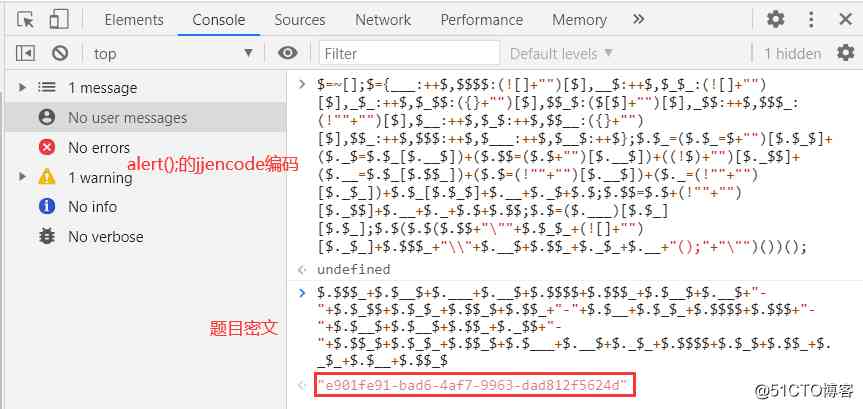 Elements Console Sources Network Performance Memory »
top Filter Default levels 1 hidden
1 message
No user messages
No errors
1 warning
No info
No verbose
alert();的jjencode编码
题目密文
$=~[];$={___:++$,$$$$:(![]+"")[$],__$:++$,$_$_:(![]+"")
[$],_$_:++$,$_$$:({}+"")[$],$$_$:($[$]+"")[$],_$$:++$,$$$_:
(!""+"")[$],$__:++$,$_$:++$,$$__:({}+"")
[$],$$_:++$,$$$:++$,$___:++$,$__$:++$};$.$_=($.$_=$+"")[$.$_$]+
($._$=$.$_[$.__$])+($.$$=($.$+"")[$.__$])+((!$)+"")[$._$$]+
($.__=$.$_[$.$$_])+($.$=(!""+"")[$.__$])+($._=(!""+"")
[$._$_])+$.$_[$.$_$]+$.__+$._$+$.$;$.$$=$.$+(!""+"")
[$._$$]+$.__+$._+$.$+$.$$;$.$=($.___)[$.$_]
[$.$_];$.$($.$($.$$+"\""+$.$_$_+(![]+"")
[$._$_]+$.$$$_+"\\"+$.__$+$.$$_+$._$_+$.__+"();"+"\"")())();
undefined
$.$$$_+$.$__$+$.___+$.__$+$.$$$$+$.$$$_+$.$__$+$.__$+"-
"+$.$_$$+$.$_$_+$.$$_$+$.$$_+"-"+$.$__+$.$_$_+$.$$$$+$.$$$+"-
"+$.$__$+$.$__$+$.$$_+$._$$+"-
"+$.$$_$+$.$_$_+$.$$_$+$.$___+$.__$+$._$_+$.$$$$+$.$_$+$.$$_+$.
_$_+$.$__+$.$$_$
"e901fe91-bad6-4af7-9963-dad812f5624d"
@51CTO博客